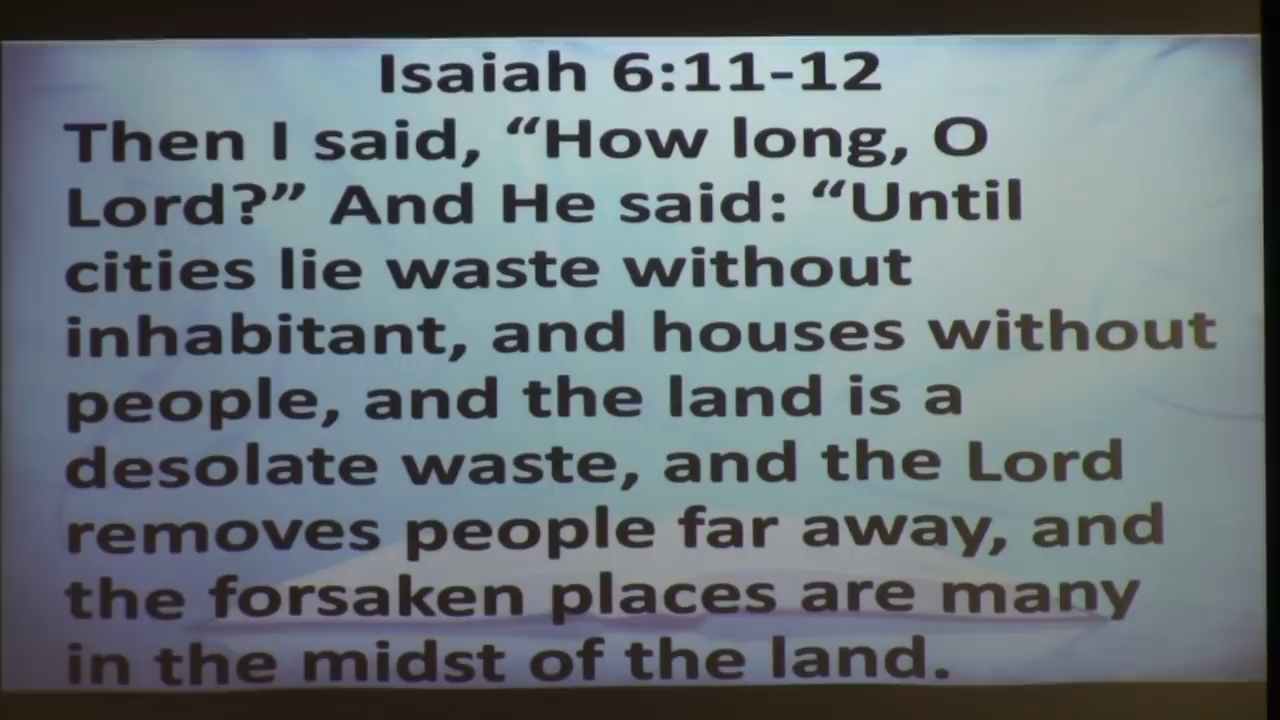 Isaiah 6:11-12
Then I said, “How long, O
Lord?” And He said: “Until
cities lie waste without
inhabitant, and houses without
people, and the land is a
desolate waste, and the Lord
removes people far away, and
the forsaken places are many
in the midst of the land.